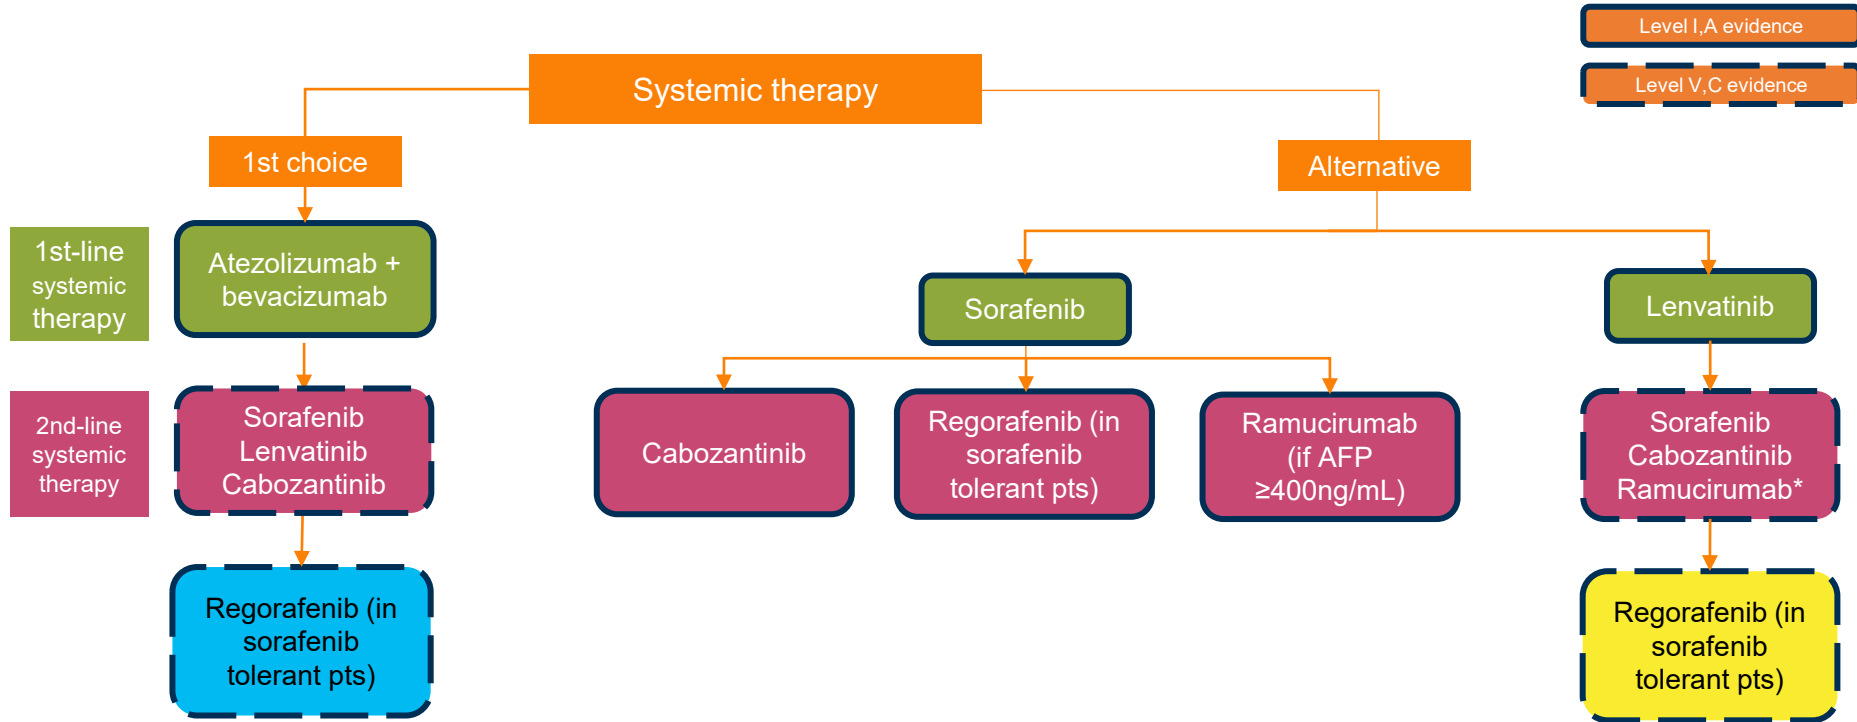 Level I,A evidence
Level V,C evidence
Systemic therapy
1st choice
Alternative
1st-line
systemic
therapy
Atezolizumab +
bevacizumab
Sorafenib
Lenvatinib
2nd-line
systemic
therapy
Sorafenib
Lenvatinib
Cabozantinib
Cabozantinib
Regorafenib (in
sorafenib
tolerant pts)
Ramucirumab
(if AFP
≥400ng/mL)
Sorafenib
Cabozantinib
Ramucirumab*
Regorafenib (in
sorafenib
tolerant pts)
Regorafenib (in
sorafenib
tolerant pts)